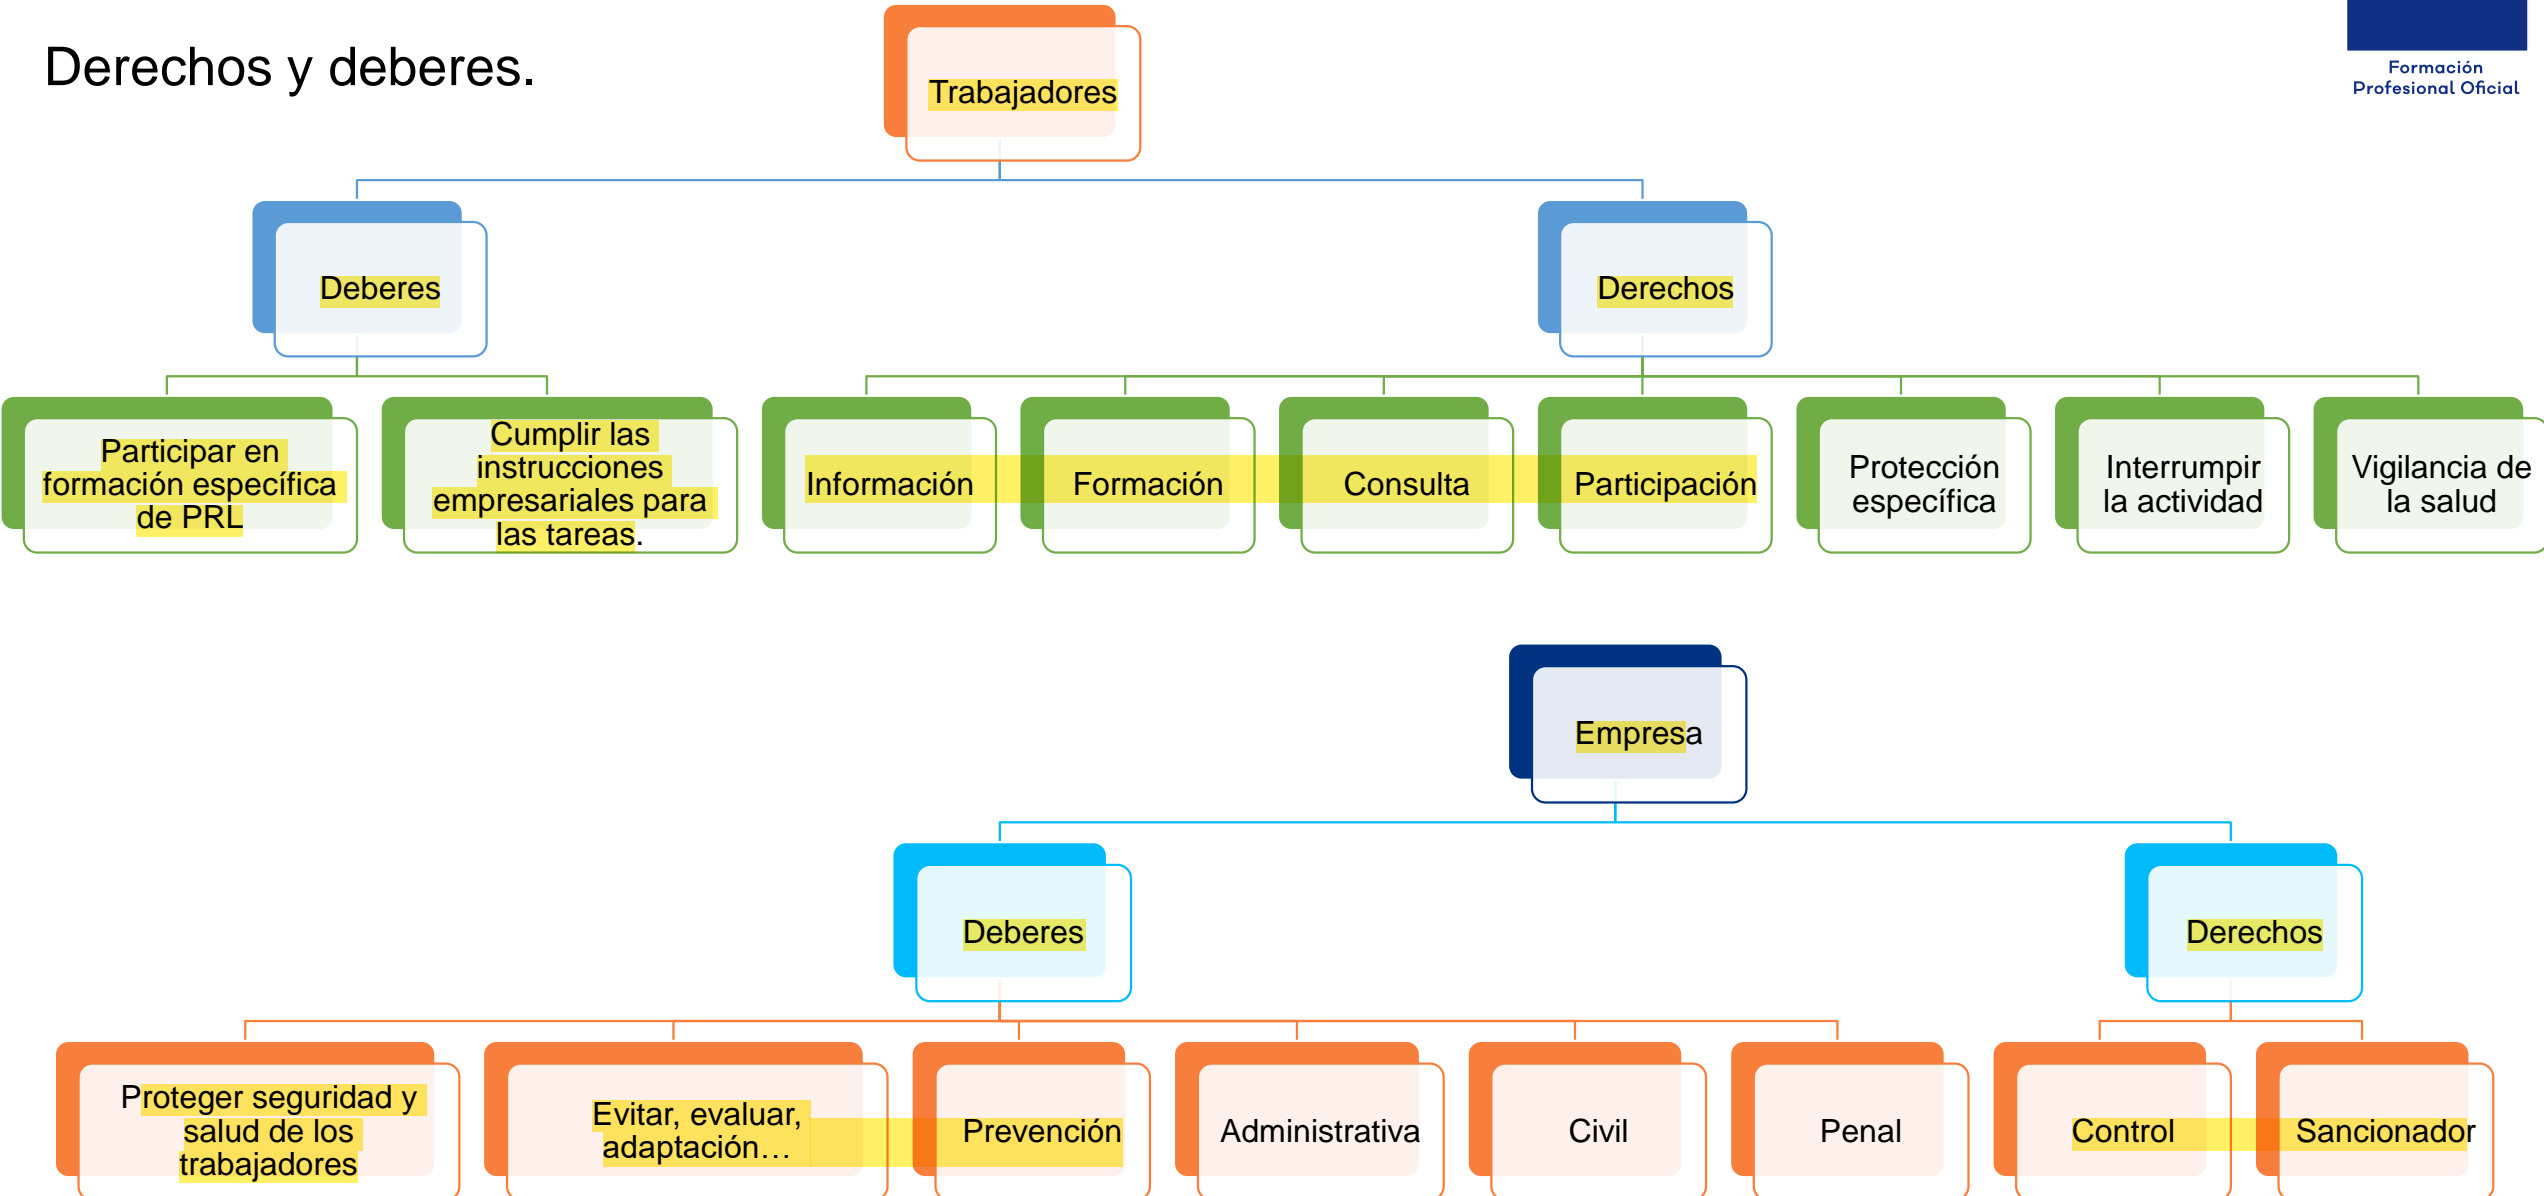 Derechos y deberes.
Formación
Profesional Oficial
Trabajadores
Deberes
Derechos
Participar en
formación específica
de PRL
Cumplir las
instrucciones
empresariales para
las tareas.
Información
Formación
Consulta
Participación
Protección
específica
Interrumpir
la actividad
Vigilancia de
la salud
Empresa
Deberes
Derechos
Proteger seguridad y
salud de los
trabajadores
Evitar, evaluar,
adaptación…
Prevención
Administrativa
Civil
Penal
Control
Sancionador